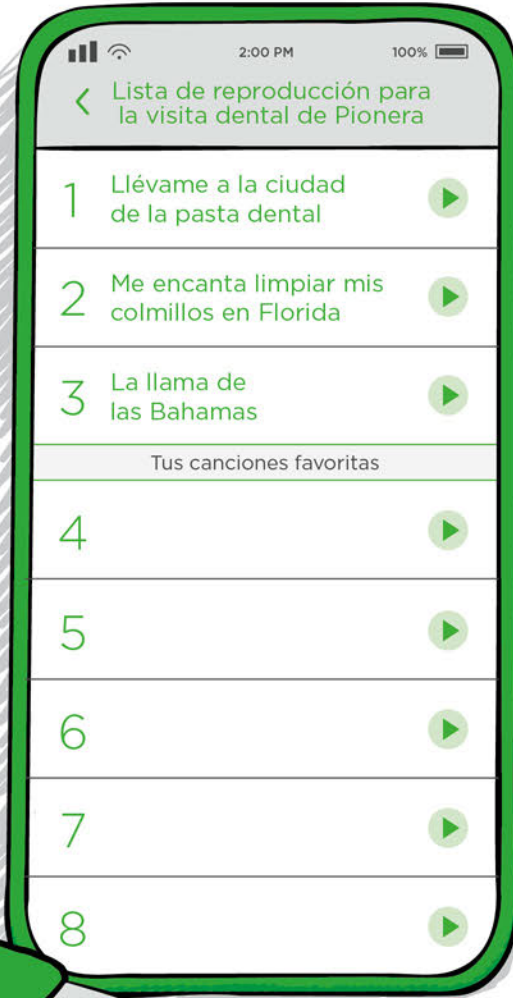 2:00 PM 100%
Lista de reproducción para
la visita dental de Pionera
1 Llévame a la ciudad
de la pasta dental
2 Me encanta limpiar mis
colmillos en Florida
3 La llama de
las Bahamas
Tus canciones favoritas
4
5
6
7
8